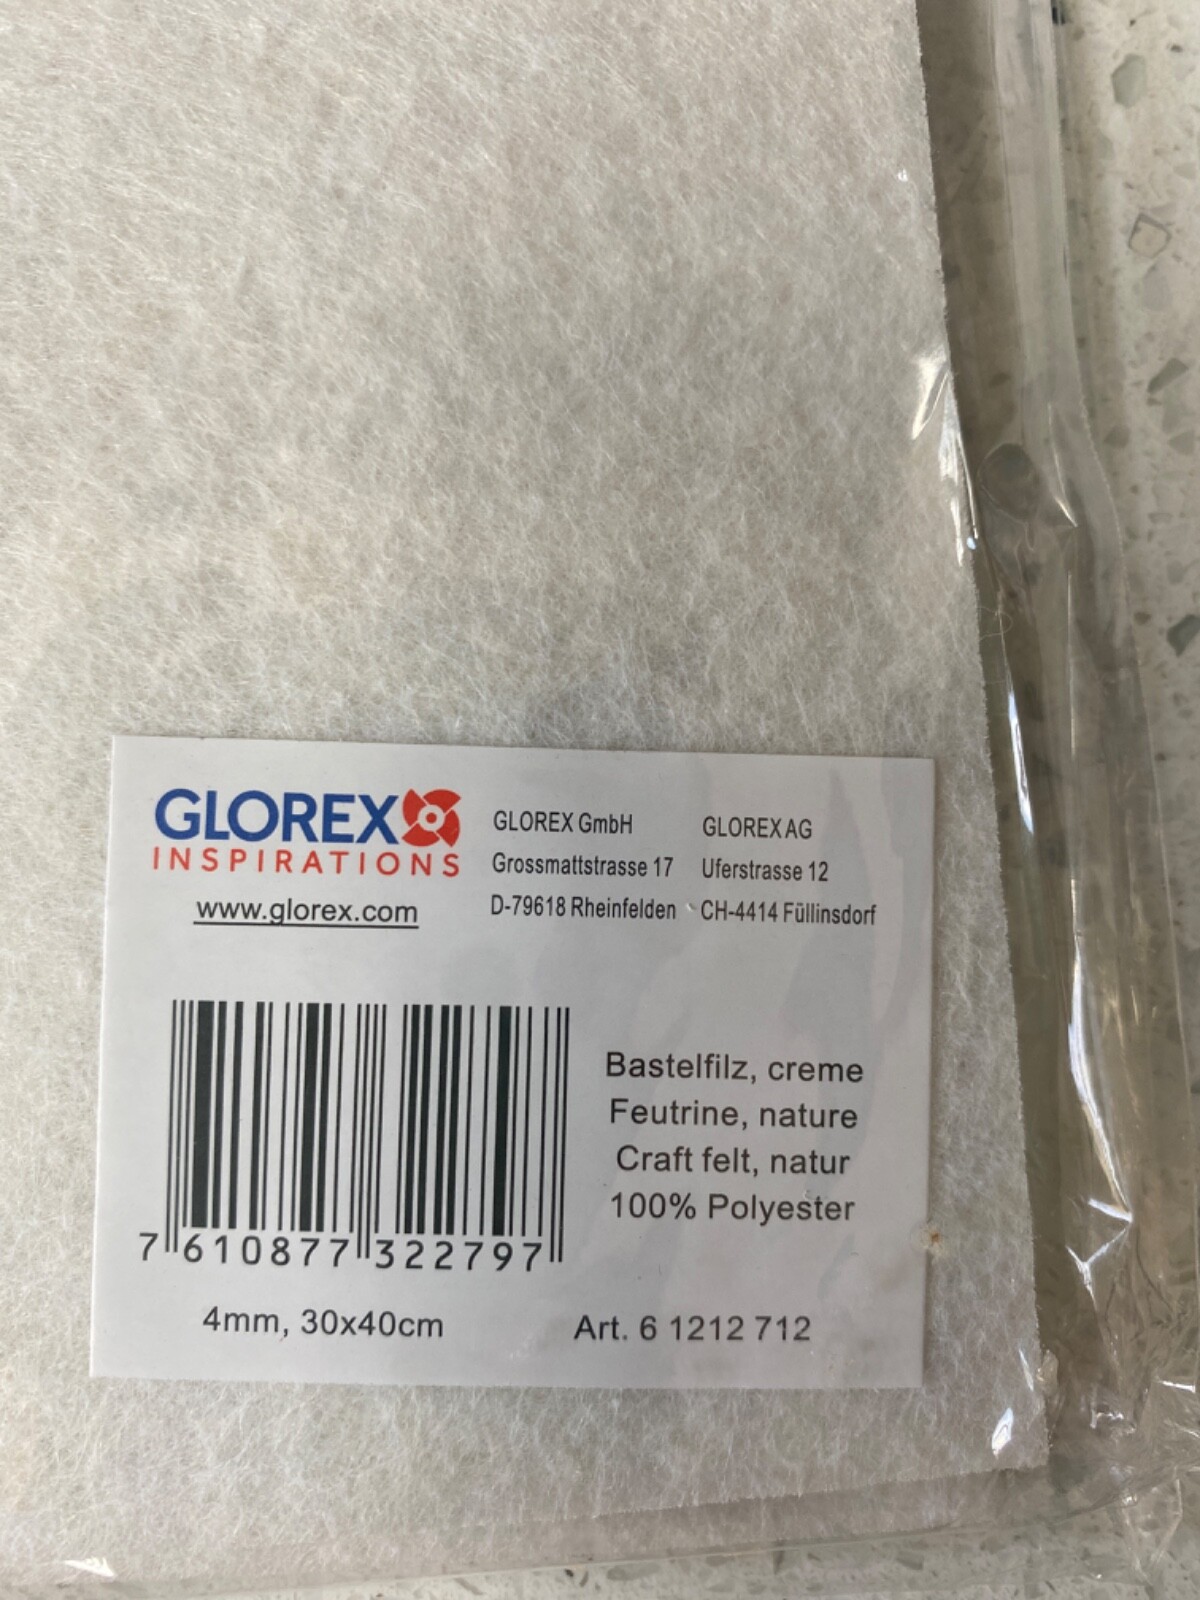 GLOREX
INSPIRATIONS
www.glorex.com
GLOREX GmbH
Grossmattstrasse 17
D-79618 Rheinfelden
GLOREX AG
Uferstrasse 12
CH-4414 Füllinsdorf
7 610877 322797
Bastelfilz, creme
Feutrine, nature
Craft felt, natur
100% Polyester
4mm, 30x40cm
Art. 6 1212 712